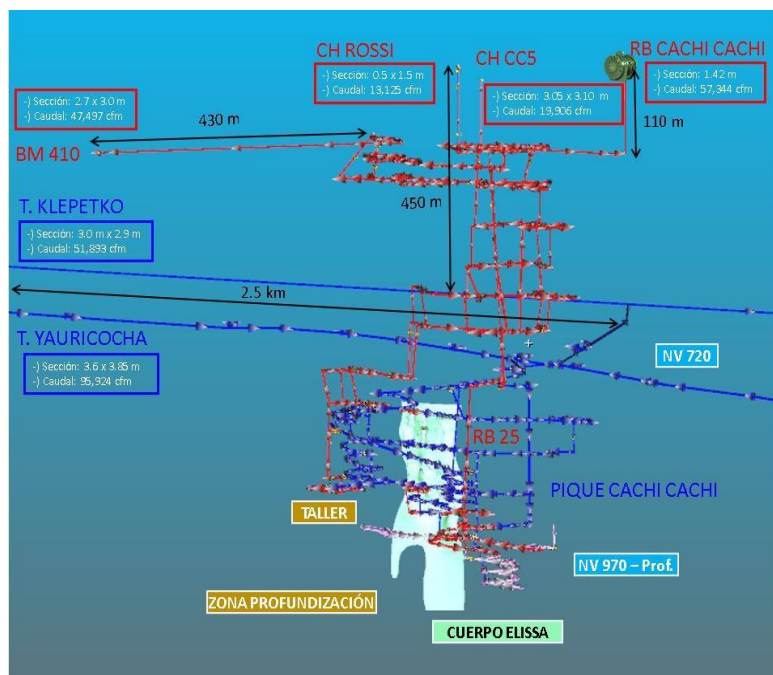 CH ROSSI
-) Sección: 0.5 x 1.5 m
-) Caudal: 13,125 cfm
CH CC5
-) Sección: 3.05 x 3.10 m
-) Caudal: 19,906 cfm
RB CACHI CACHI
-) Sección: 1.42 m
-) Caudal: 57,344 cfm
-) Sección: 2.7 x 3.0 m
-) Caudal: 47,497 cfm
430 m
110 m
BM 410
450 m
T. KLEPETKO
-) Sección: 3.0 m x 2.9 m
-) Caudal: 51,893 cfm
2.5 km
T. YAURICOCHA
-) Sección: 3.6 x 3.85 m
-) Caudal: 95,924 cfm
NV 720
RB 25
PIQUE CACHI CACHI
TALLER
NV 970 – Prof.
ZONA PROFUNDIZACIÓN
CUERPO ELISSA